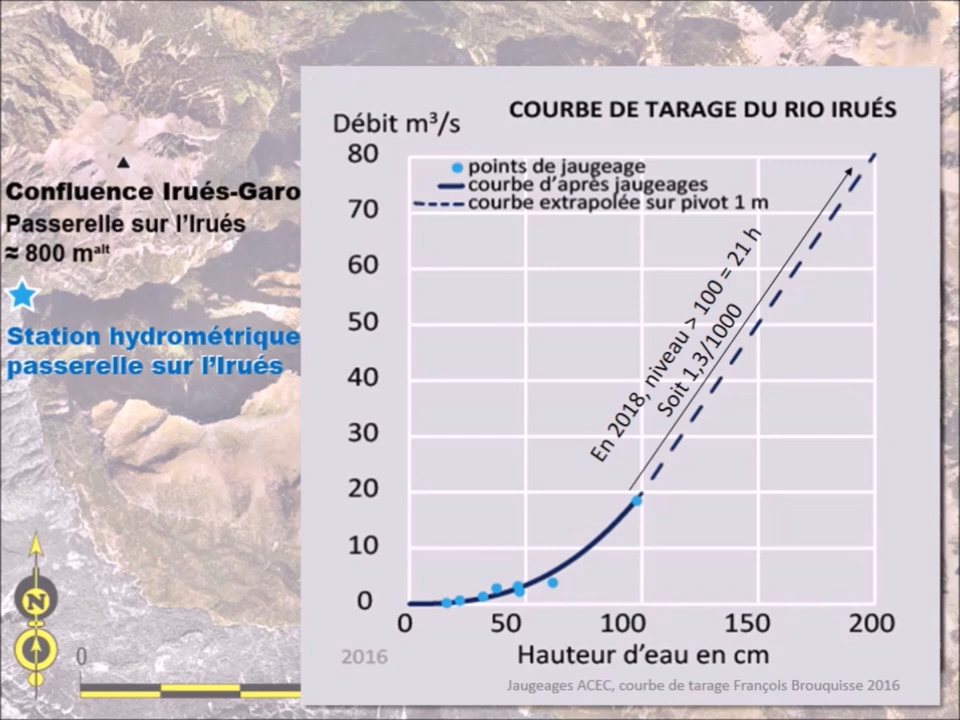 Confluence Irués-Garo
Passerelle sur l'Irués
≈ 800 m alt
Station hydrométrique
passerelle sur l'Irués
N
0
COURBE DE TARAGE DU RIO IRUÉS
Débit m³/s
points de jaugeage
courbe d'après jaugeages
courbe extrapolée sur pivot 1 m
80
70
60
50
40
30
20
10
0
En 2018, niveau > 100 = 21 h
Soit 1,3/1000
0 50 100 150 200
2016
Hauteur d'eau en cm
Jaugeages ACEC, courbe de tarage François Brouquisse 2016